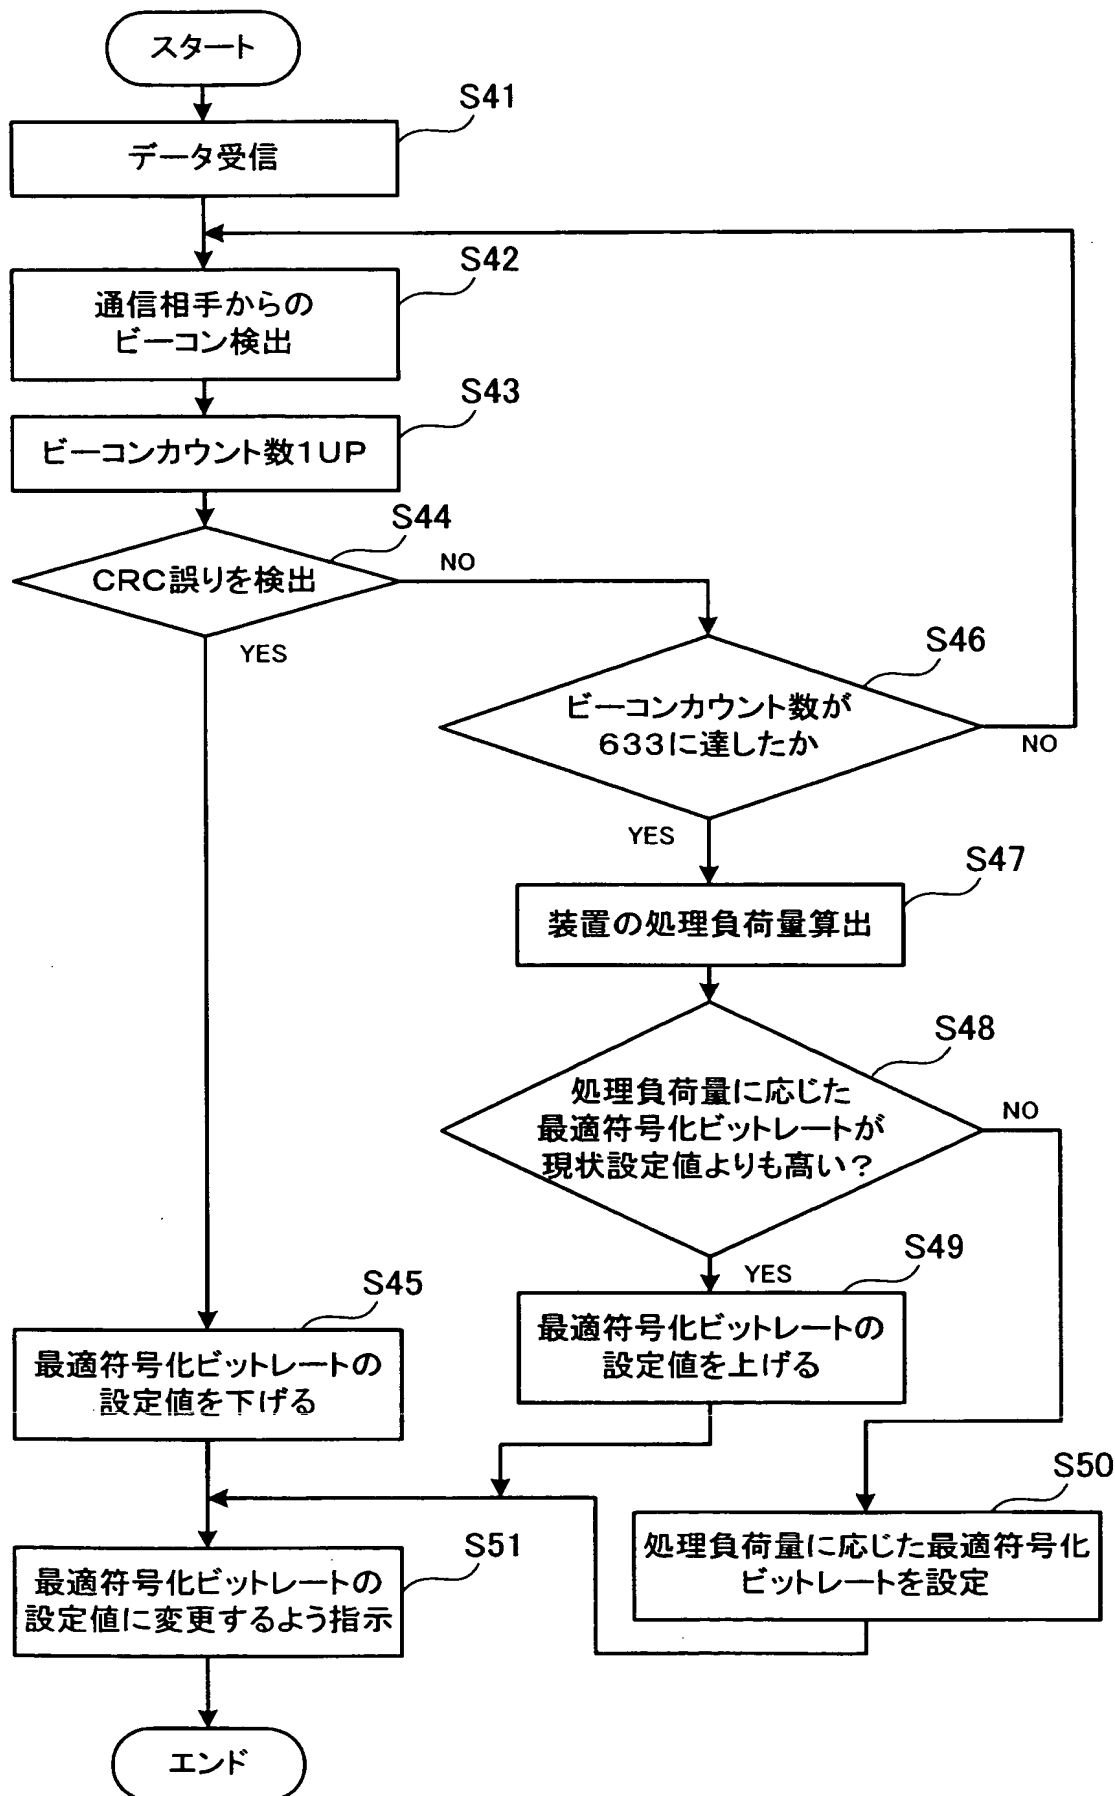 スタート
S41
データ受信
S42
通信相手からの
ビーコン検出
S43
ビーコンカウント数1UP
S44
CRC誤りを検出
NO
YES
S46
ビーコンカウント数が
633に達したか
NO
YES
S47
装置の処理負荷量算出
S48
処理負荷量に応じた
最適符号化ビットレートが
現状設定値よりも高い?
NO
YES
S49
最適符号化ビットレートの
設定値を上げる
S45
最適符号化ビットレートの
設定値を下げる
S50
処理負荷量に応じた最適符号化
ビットレートを設定
S51
最適符号化ビットレートの
設定値に変更するよう指示
エンド